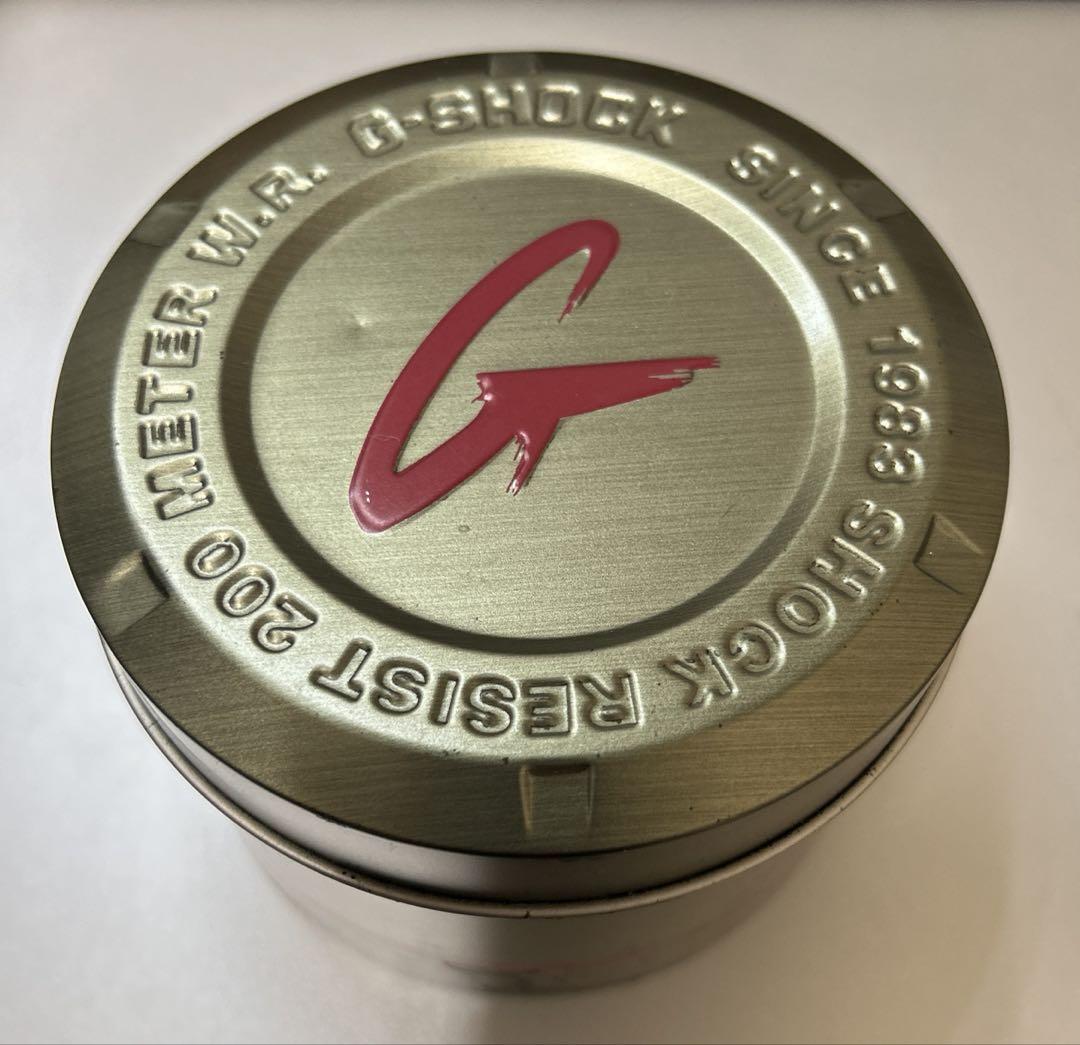 G-SHOCK SINCE 1983 SHOCK RESIST 200 METER W.R.
G